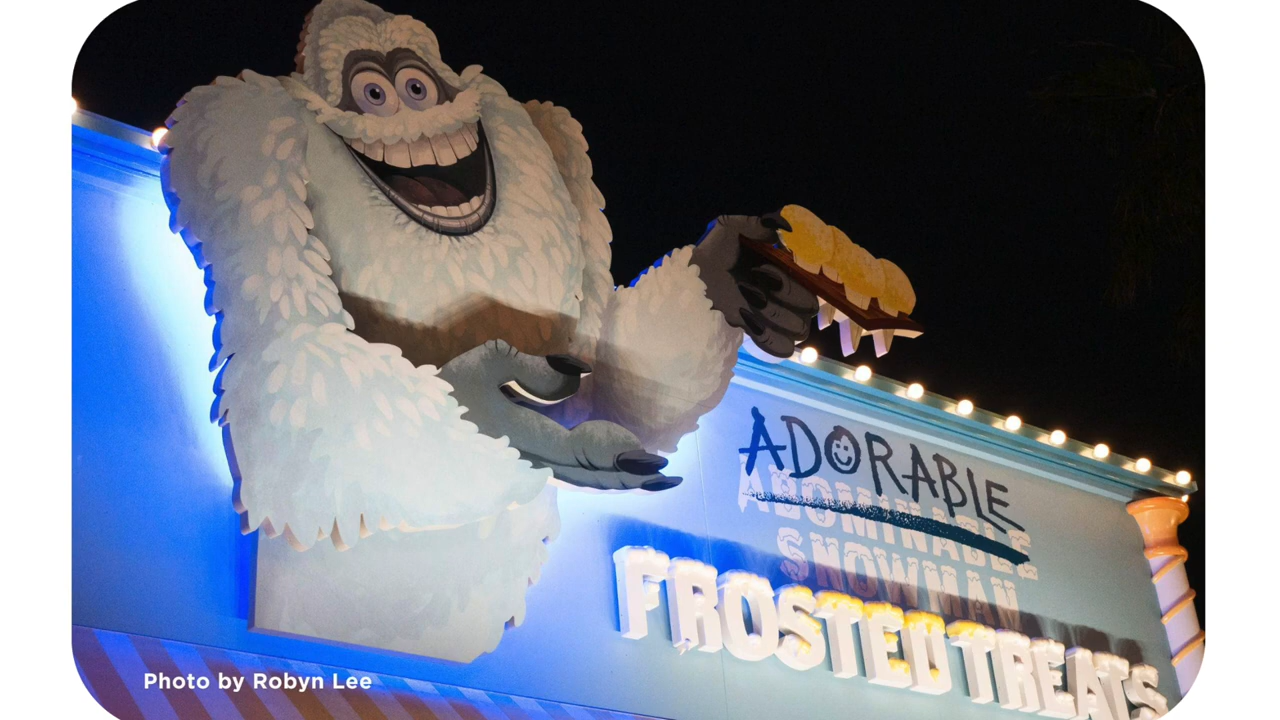 ADORABLE
ABOMINABLE
SNOWMAN
FROSTED TREATS
Photo by Robyn Lee